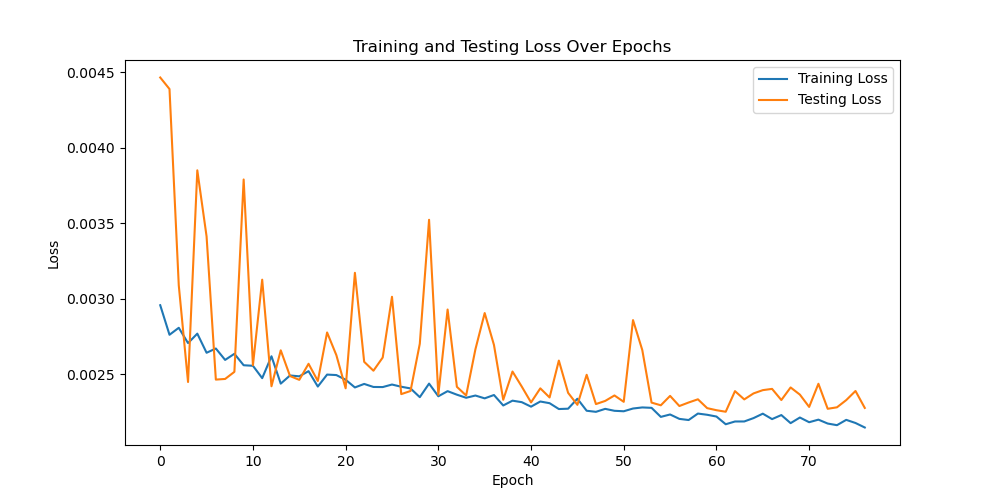 Training and Testing Loss Over Epochs
Training Loss
Testing Loss
Loss
0.0045
0.0040
0.0035
0.0030
0.0025
0 10 20 30 40 50 60 70
Epoch